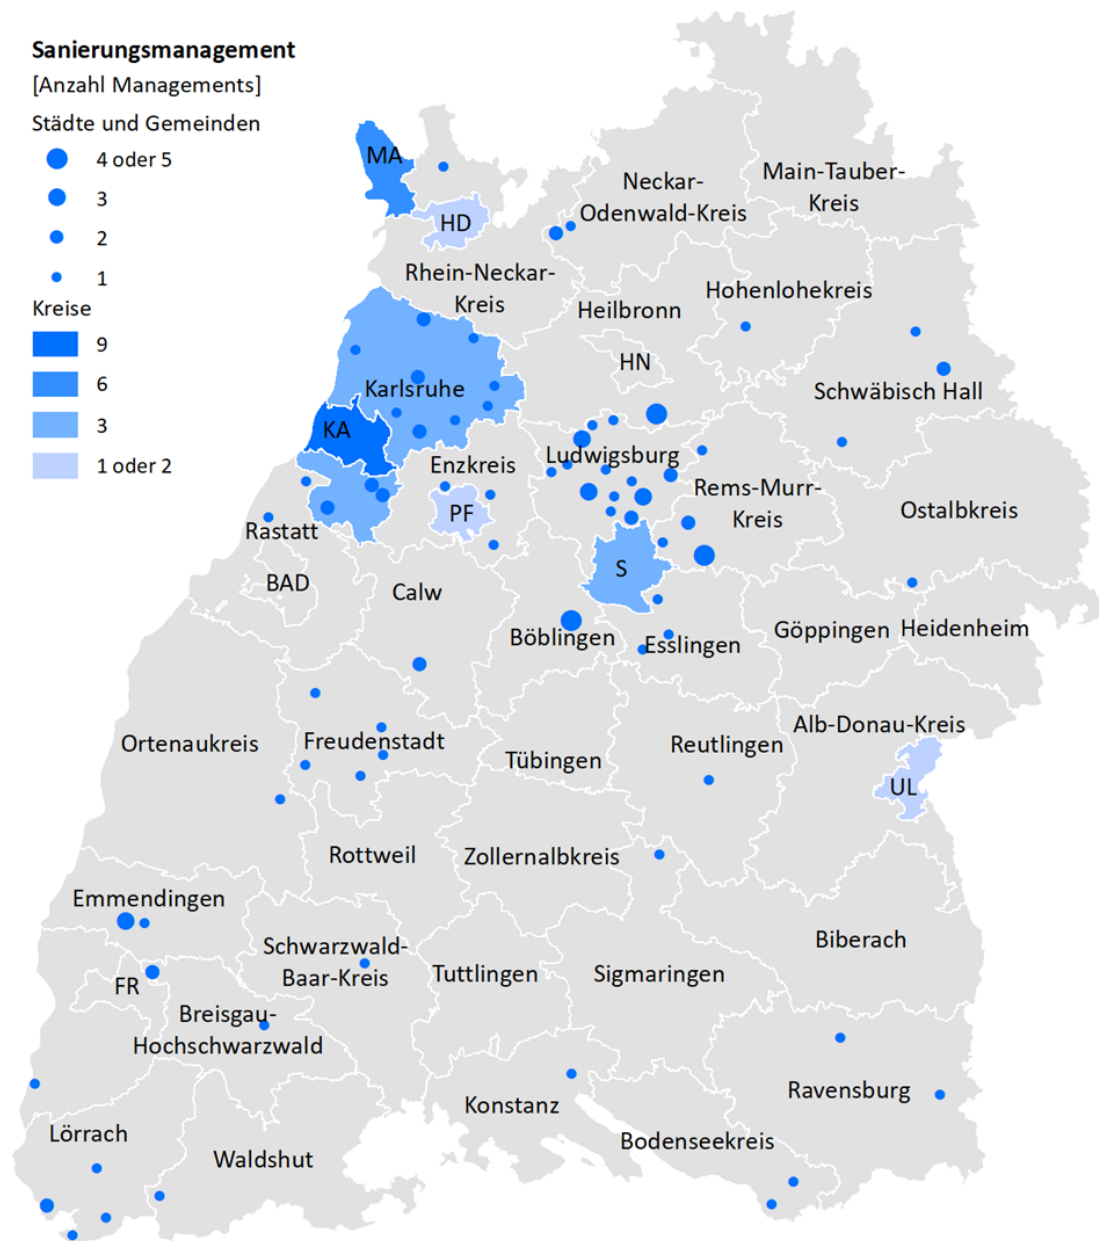 Sanierungsmanagement
[Anzahl Managements]
Städte und Gemeinden
4 oder 5
3
2
1
Kreise
9
6
3
1 oder 2
MA
HD
Neckar-
Odenwald-Kreis
Main-Tauber-
Kreis
Rhein-Neckar-
Kreis
Heilbronn
Hohenlohekreis
HN
Karlsruhe
Schwäbisch Hall
KA
Enzkreis
Ludwigsburg
Rems-Murr-
Kreis
Ostalbkreis
PF
Rastatt
BAD
Calw
S
Böblingen
Esslingen
Göppingen
Heidenheim
Ortenaukreis
Freudenstadt
Tübingen
Reutlingen
Alb-Donau-Kreis
UL
Rottweil
Zollernalbkreis
Emmendingen
Schwarzwald-
Baar-Kreis
Tuttlingen
Sigmaringen
Biberach
FR
Breisgau-
Hochschwarzwald
Konstanz
Ravensburg
Lörrach
Waldshut
Bodenseekreis